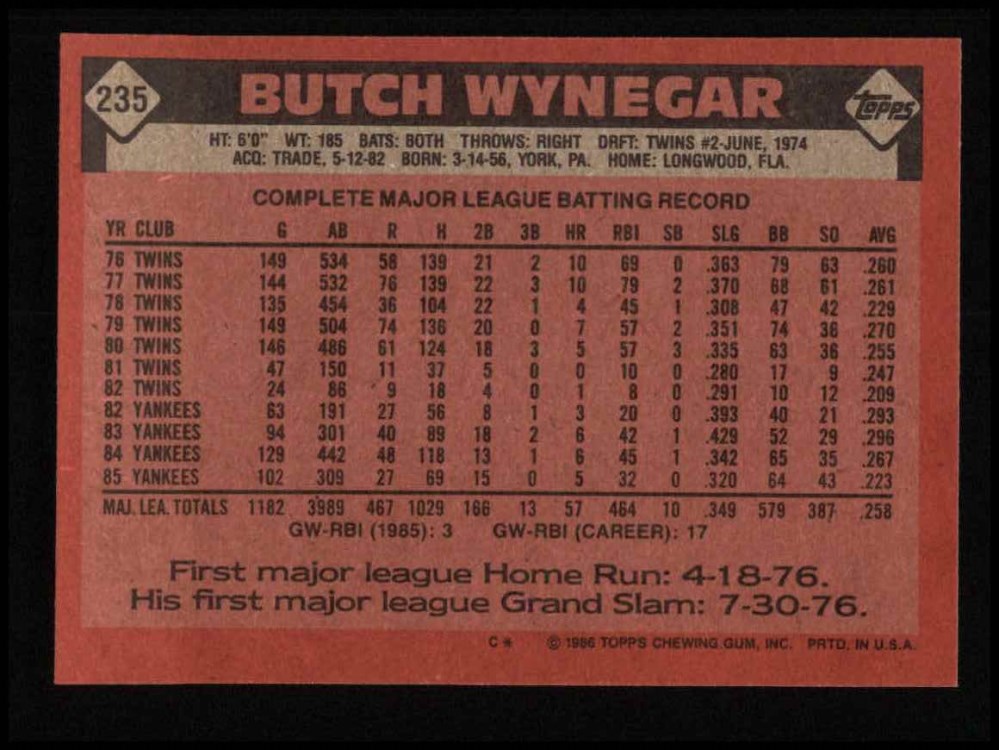 235
BUTCH WYNEGAR
Topps
HT: 6'0" WT: 185 BATS: BOTH THROWS: RIGHT DRFT: TWINS #2-JUNE, 1974
ACQ: TRADE, 5-12-82 BORN: 3-14-56, YORK, PA. HOME: LONGWOOD, FLA.
COMPLETE MAJOR LEAGUE BATTING RECORD
YR CLUB G AB R H 2B 3B HR RBI SB SLG BB SO AVG
76 TWINS 149 534 58 139 21 2 10 69 0 .363 79 63 .260
77 TWINS 144 532 76 139 22 3 10 79 2 .370 68 61 .261
78 TWINS 135 454 36 104 22 1 4 45 1 .308 47 42 .229
79 TWINS 149 504 74 136 20 0 7 57 2 .351 74 36 .270
80 TWINS 146 486 61 124 18 3 5 57 3 .335 63 36 .255
81 TWINS 47 150 11 37 5 0 0 10 0 .280 17 9 .247
82 TWINS 24 86 9 18 4 0 1 8 0 .291 10 12 .209
82 YANKEES 63 191 27 56 8 1 3 20 0 .393 40 21 .293
83 YANKEES 94 301 40 89 18 2 6 42 1 .429 52 29 .296
84 YANKEES 129 442 48 118 13 1 6 45 1 .342 65 35 .267
85 YANKEES 102 309 27 69 15 0 5 32 0 .320 64 43 .223
MAJ. LEA. TOTALS 1182 3989 467 1029 166 13 57 464 10 .349 579 387 .258
GW-RBI (1985): 3 GW-RBI (CAREER): 17
First major league Home Run: 4-18-76.
His first major league Grand Slam: 7-30-76.
C* © 1986 TOPPS CHEWING GUM, INC. PRTD. IN U.S.A.